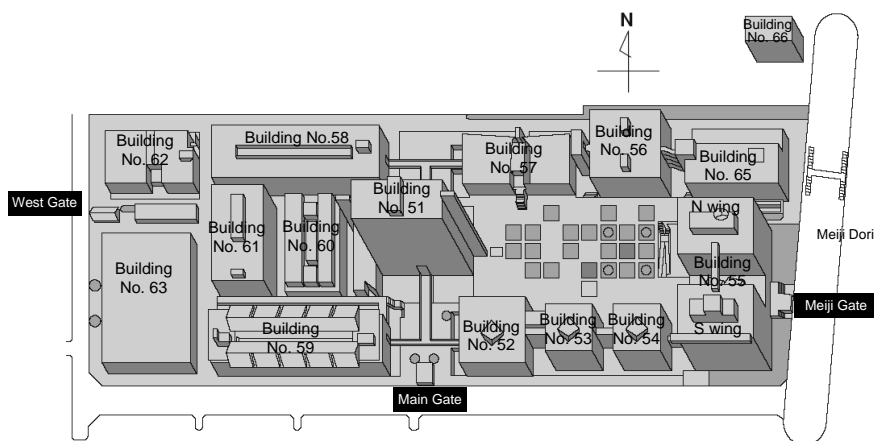 Building
No. 66
N
Building No.58
Building
No. 56
Building
No. 62
Building
No. 57
Building
No. 65
Building
No. 51
West Gate
N wing
Building
No. 61
Building
No. 60
Meiji Dori
Building
No. 63
Building
No. 55
Meiji Gate
Building
No. 59
Building
No. 52
Building
No. 53
Building
No. 54
S wing
Main Gate